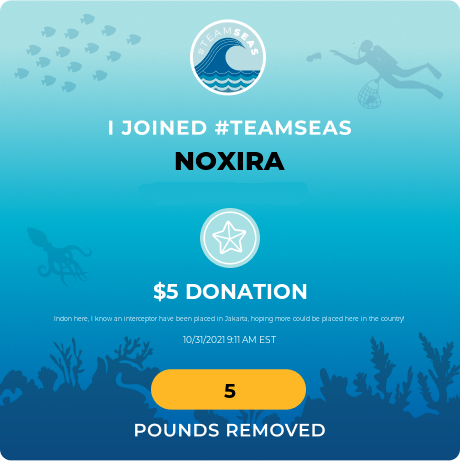 #TEAMSEAS
I JOINED #TEAMSEAS
NOXIRA
$5 DONATION
Indon here, I know an interceptor have been placed in Jakarta, hoping more could be placed here in the country!
10/31/2021 9:11 AM EST
5
POUNDS REMOVED